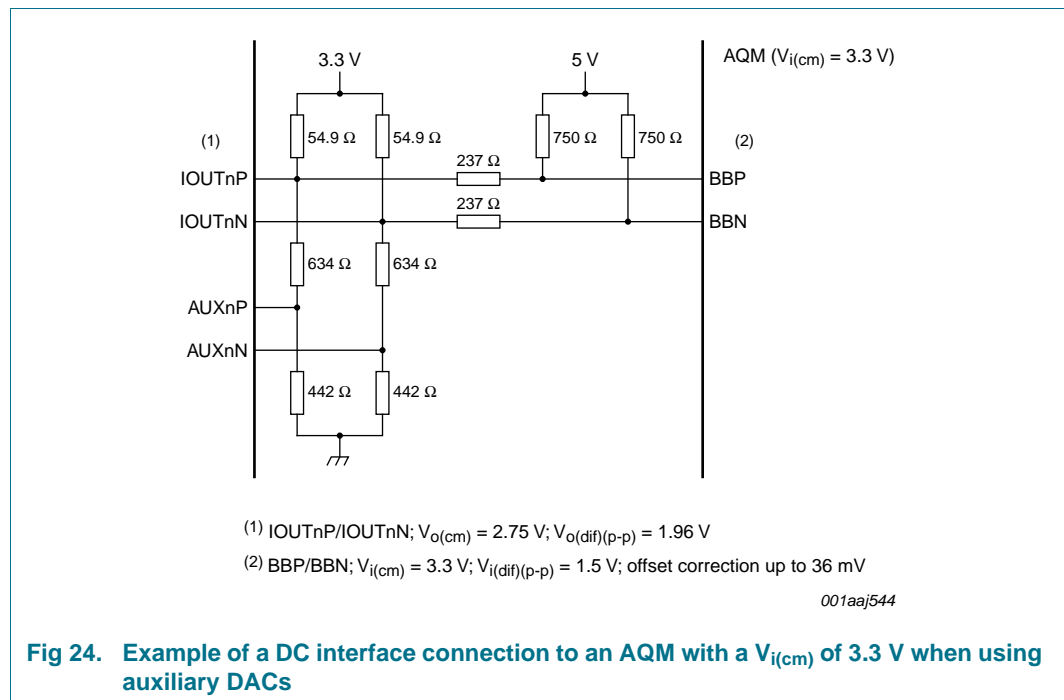 3.3 V 5 V AQM (Vi(cm) = 3.3 V)
(1) 54.9 Ω 54.9 Ω 750 Ω 750 Ω (2)
237 Ω
IOUTnP BBP
237 Ω
IOUTnN BBN
634 Ω 634 Ω
AUXnP
AUXnN
442 Ω 442 Ω
(1) IOUTnP/IOUTnN; Vo(cm) = 2.75 V; Vo(dif)(p-p) = 1.96 V
(2) BBP/BBN; Vi(cm) = 3.3 V; Vi(dif)(p-p) = 1.5 V; offset correction up to 36 mV
001aaj544
Fig 24. Example of a DC interface connection to an AQM with a Vi(cm) of 3.3 V when using
auxiliary DACs